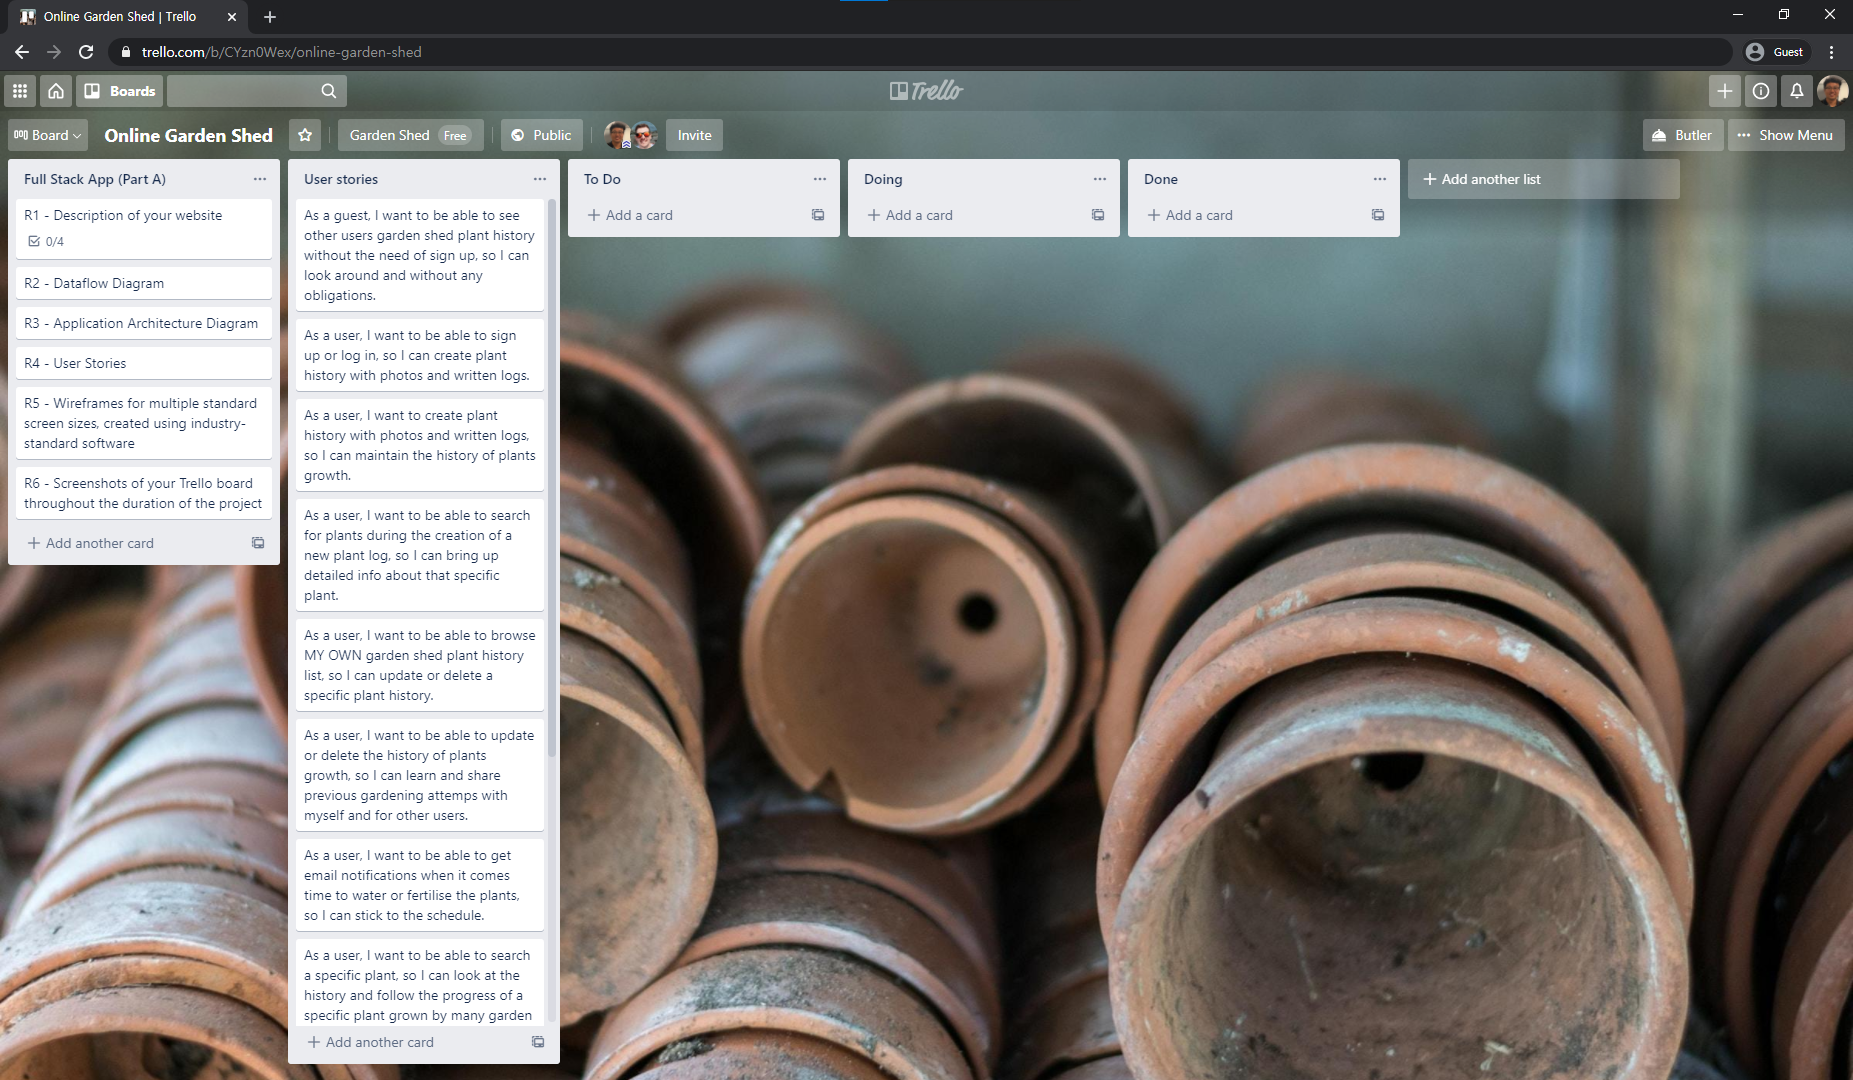 Online Garden Shed | Trello
trello.com/b/CYzn0Wex/online-garden-shed
Guest
Boards
Trello
Board
Online Garden Shed
Garden Shed Free
Public
Invite
Butler
Show Menu
Full Stack App (Part A)
R1 - Description of your website
0/4
R2 - Dataflow Diagram
R3 - Application Architecture Diagram
R4 - User Stories
R5 - Wireframes for multiple standard
screen sizes, created using industry-
standard software
R6 - Screenshots of your Trello board
throughout the duration of the project
Add another card
User stories
As a guest, I want to be able to see
other users garden shed plant history
without the need of sign up, so I can
look around and without any
obligations.
As a user, I want to be able to sign
up or log in, so I can create plant
history with photos and written logs.
As a user, I want to create plant
history with photos and written logs,
so I can maintain the history of plants
growth.
As a user, I want to be able to search
for plants during the creation of a
new plant log, so I can bring up
detailed info about that specific
plant.
As a user, I want to be able to browse
MY OWN garden shed plant history
list, so I can update or delete a
specific plant history.
As a user, I want to be able to update
or delete the history of plants
growth, so I can learn and share
previous gardening attemps with
myself and for other users.
As a user, I want to be able to get
email notifications when it comes
time to water or fertilise the plants,
so I can stick to the schedule.
As a user, I want to be able to search
a specific plant, so I can look at the
history and follow the progress of a
specific plant grown by many garden
Add another card
To Do
Add a card
Doing
Add a card
Done
Add a card
Add another list